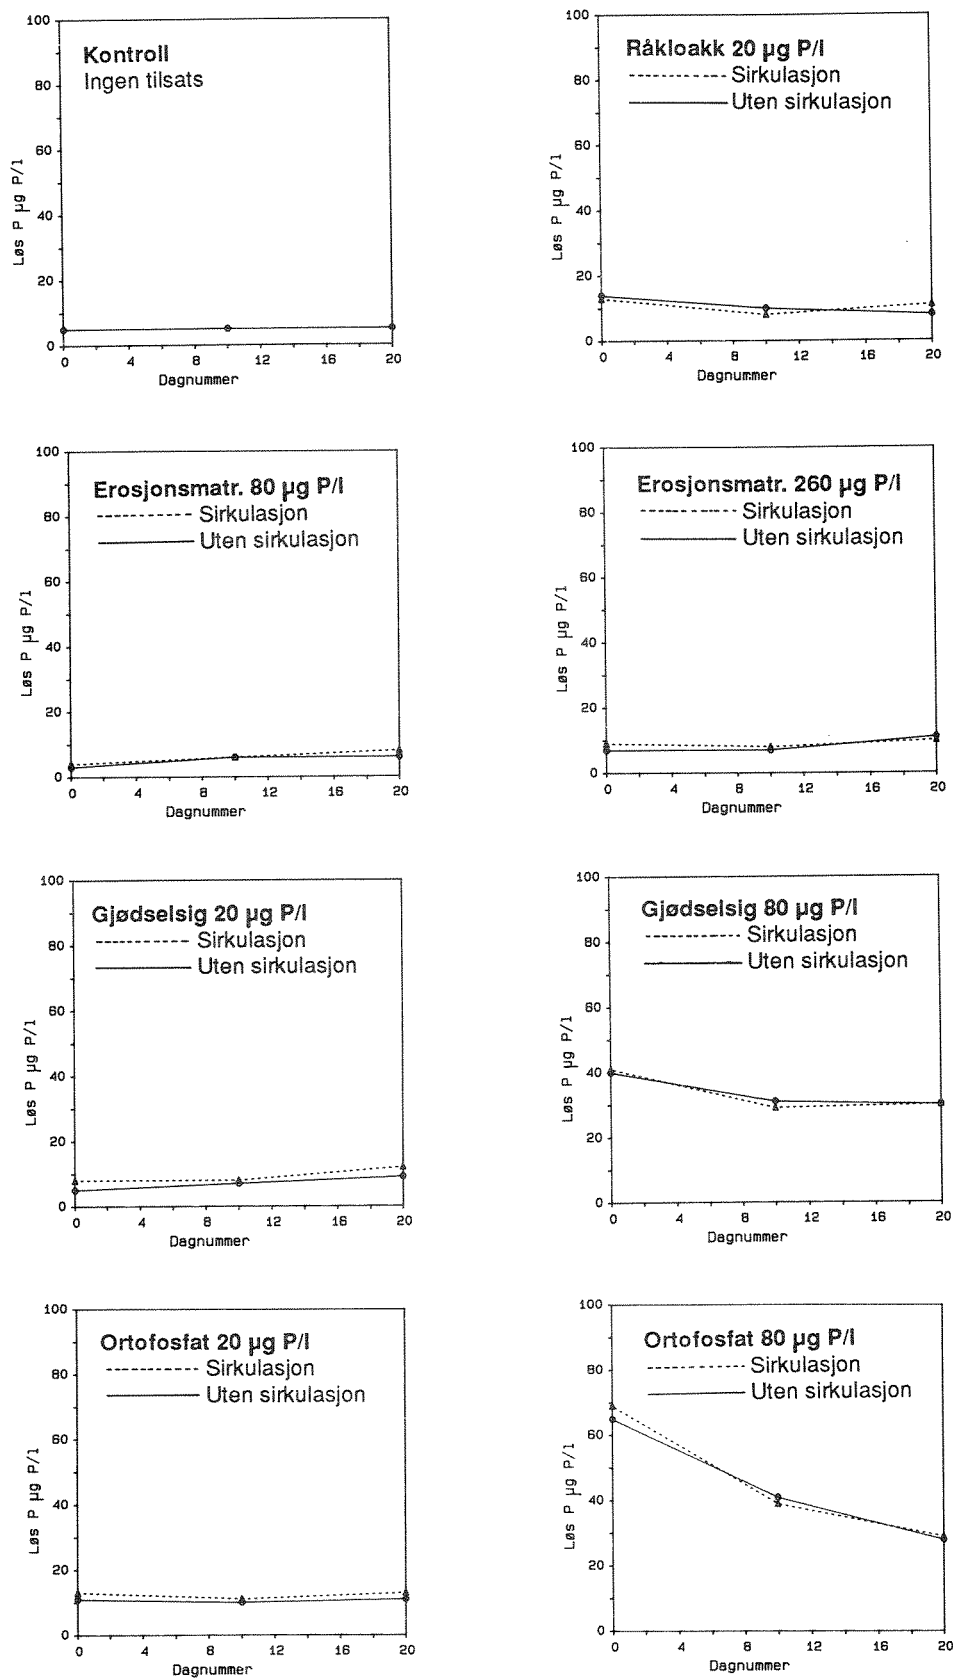 Kontroll
Ingen tilsats
100
80
60
40
20
0
Løs P µg P/l
0 4 8 12 16 20
Dagnummer
Råkloakk 20 µg P/l
Sirkulasjon
Uten sirkulasjon
100
80
60
40
20
0
Løs P µg P/l
0 4 8 12 16 20
Dagnummer
Erosjonsmatr. 80 µg P/l
Sirkulasjon
Uten sirkulasjon
100
80
60
40
20
0
Løs P µg P/l
0 4 8 12 16 20
Dagnummer
Erosjonsmatr. 260 µg P/l
Sirkulasjon
Uten sirkulasjon
100
80
60
40
20
0
Løs P µg P/l
0 4 8 12 16 20
Dagnummer
Gjødselsig 20 µg P/l
Sirkulasjon
Uten sirkulasjon
100
80
60
40
20
0
Løs P µg P/l
0 4 8 12 16 20
Dagnummer
Gjødselsig 80 µg P/l
Sirkulasjon
Uten sirkulasjon
100
80
60
40
20
0
Løs P µg P/l
0 4 8 12 16 20
Dagnummer
Ortofosfat 20 µg P/l
Sirkulasjon
Uten sirkulasjon
100
80
60
40
20
0
Løs P µg P/l
0 4 8 12 16 20
Dagnummer
Ortofosfat 80 µg P/l
Sirkulasjon
Uten sirkulasjon
100
80
60
40
20
0
Løs P µg P/l
0 4 8 12 16 20
Dagnummer